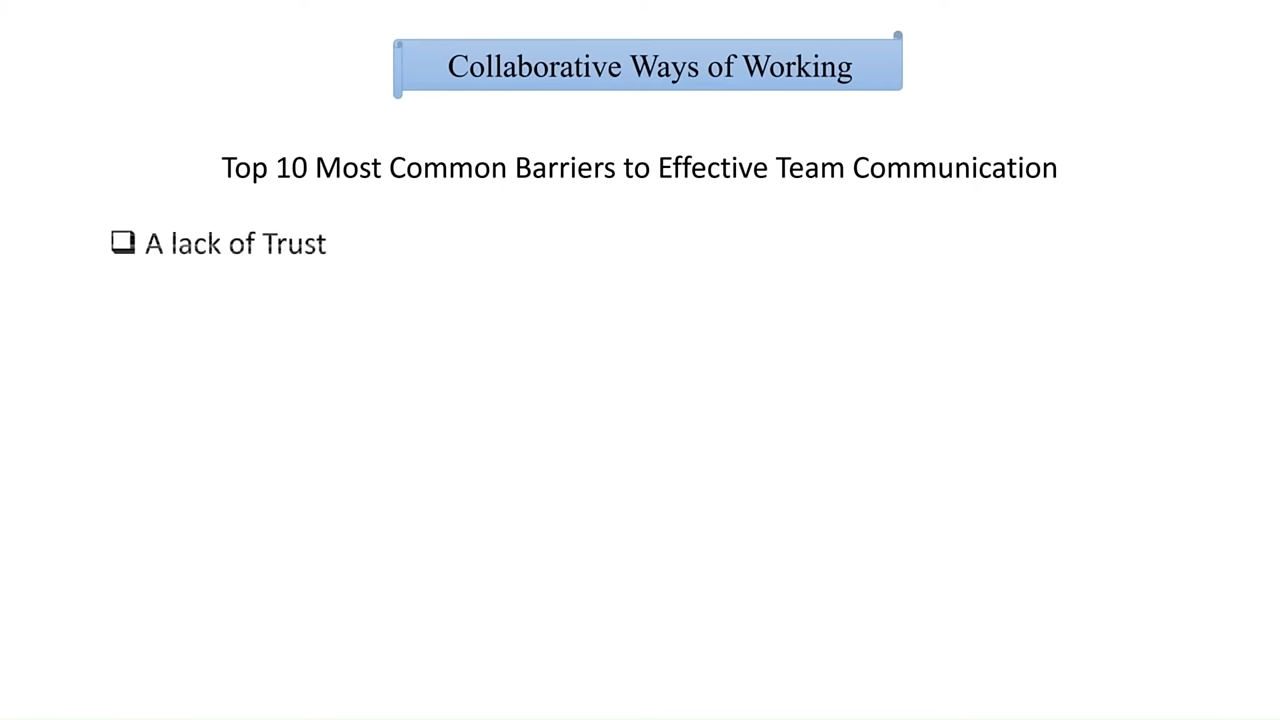 Collaborative Ways of Working
Top 10 Most Common Barriers to Effective Team Communication
❑ A lack of Trust